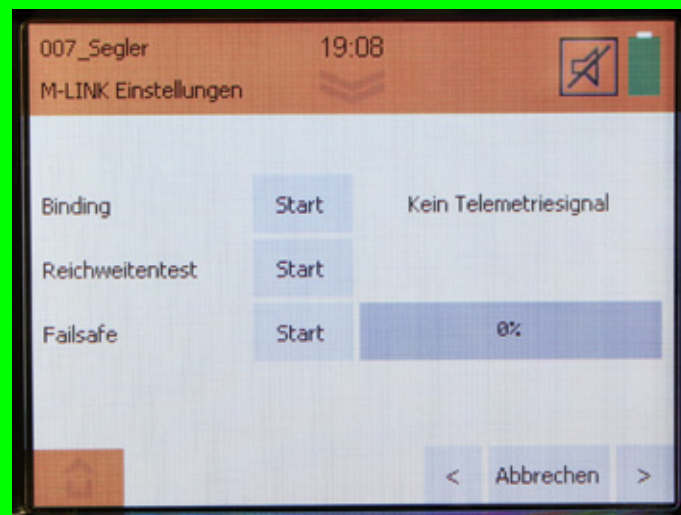 007_Segler 19:08
M-LINK Einstellungen
Binding Start Kein Telemetriesignal
Reichweitentest Start
Failsafe Start 0%
< Abbrechen >